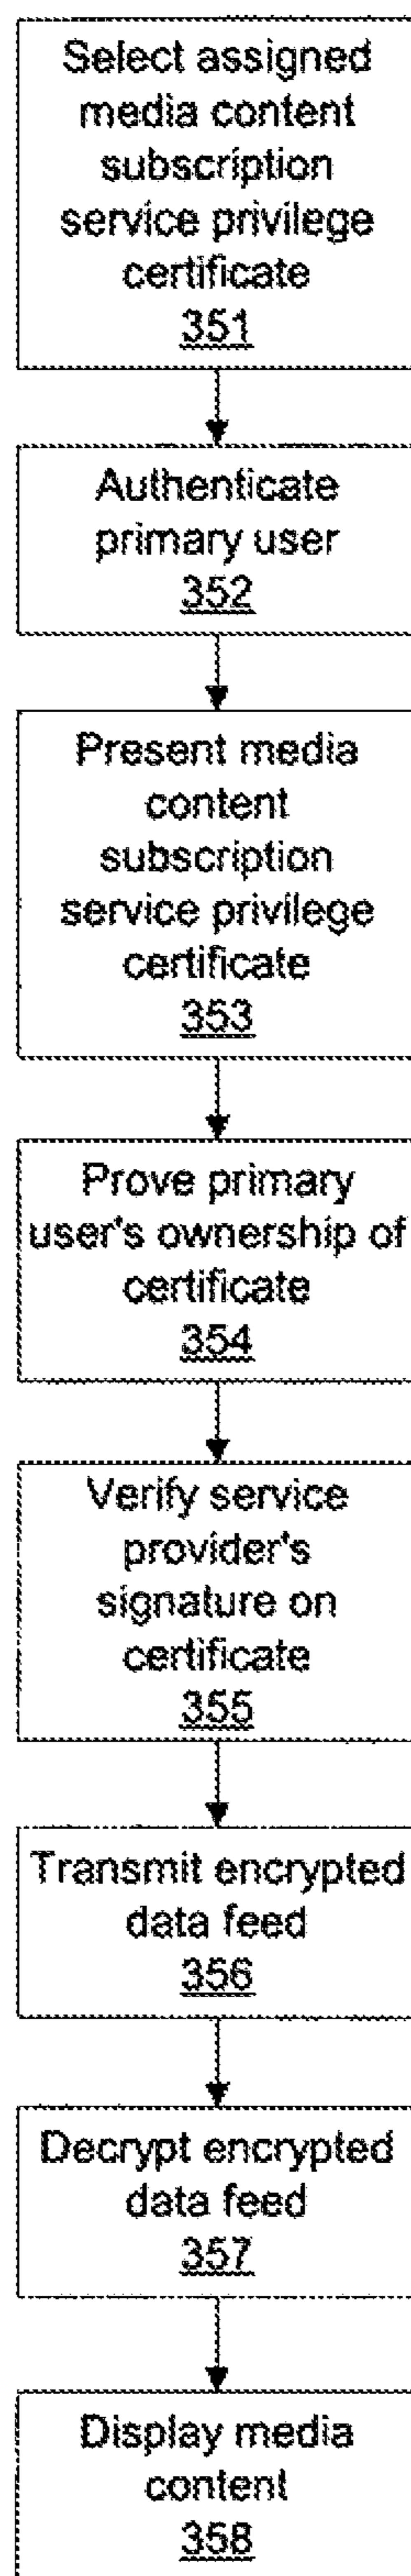 Select assigned
media content
subscription
service privilege
certificate
351
Authenticate
primary user
352
Present media
content
subscription
service privilege
certificate
353
Prove primary
user's ownership of
certificate
354
Verify service
provider's
signature on
certificate
355
Transmit encrypted
data feed
356
Decrypt encrypted
data feed
357
Display media
content
358